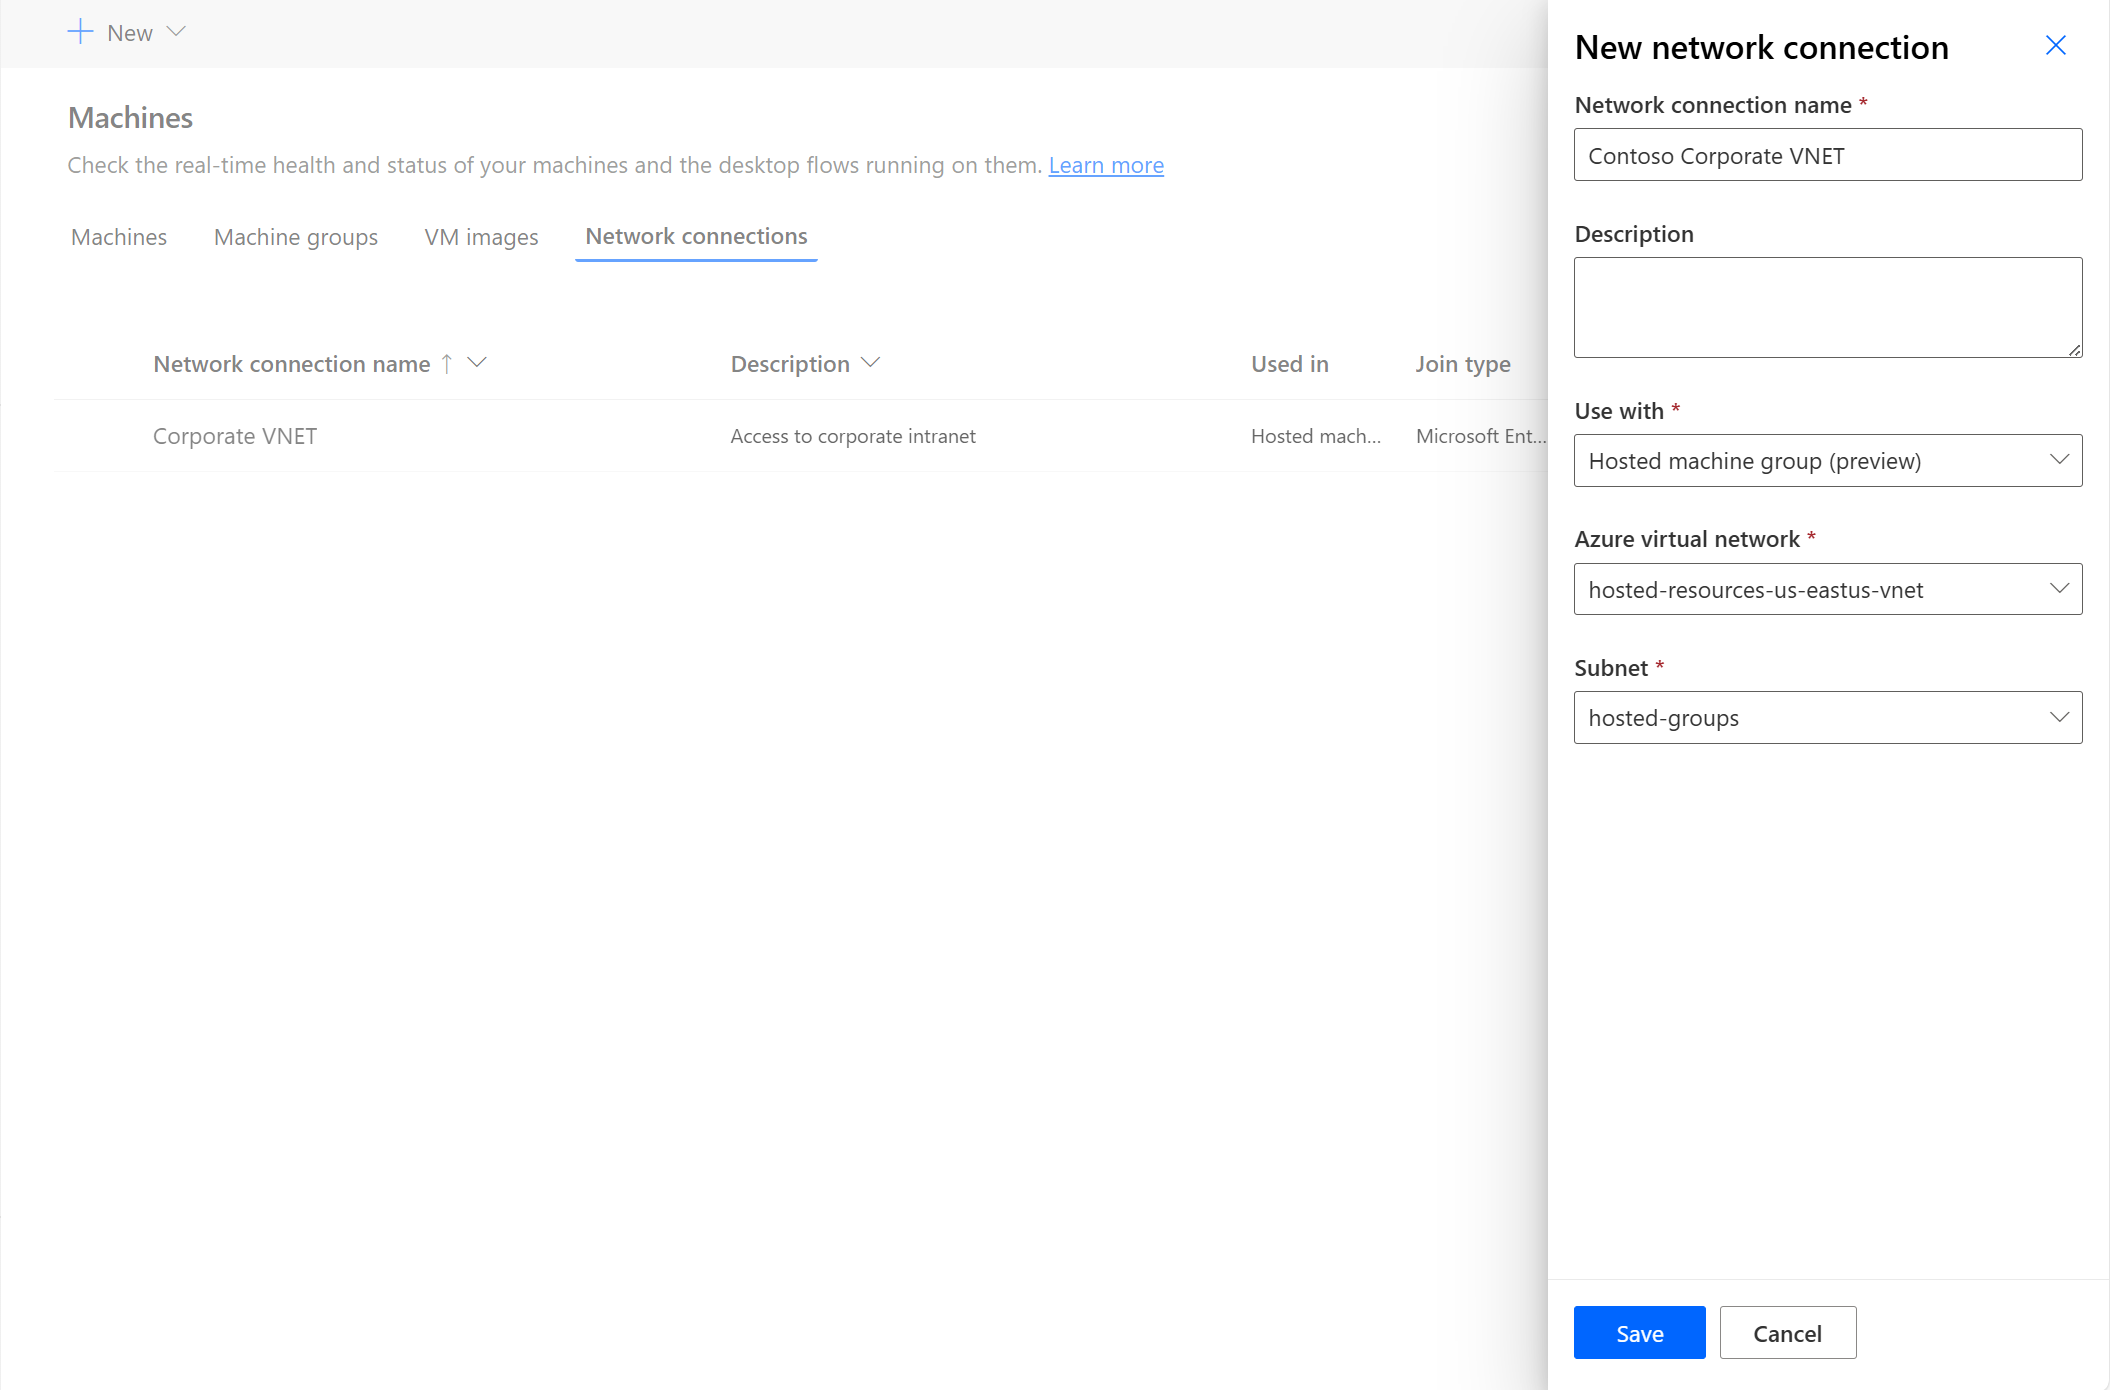 New
Machines
Check the real-time health and status of your machines and the desktop flows running on them. Learn more
Machines
Machine groups
VM images
Network connections
Network connection name
Description
Used in
Join type
Corporate VNET
Access to corporate intranet
Hosted mach...
Microsoft Ent...
New network connection
Network connection name *
Contoso Corporate VNET
Description
Use with *
Hosted machine group (preview)
Azure virtual network *
hosted-resources-us-eastus-vnet
Subnet *
hosted-groups
Save
Cancel